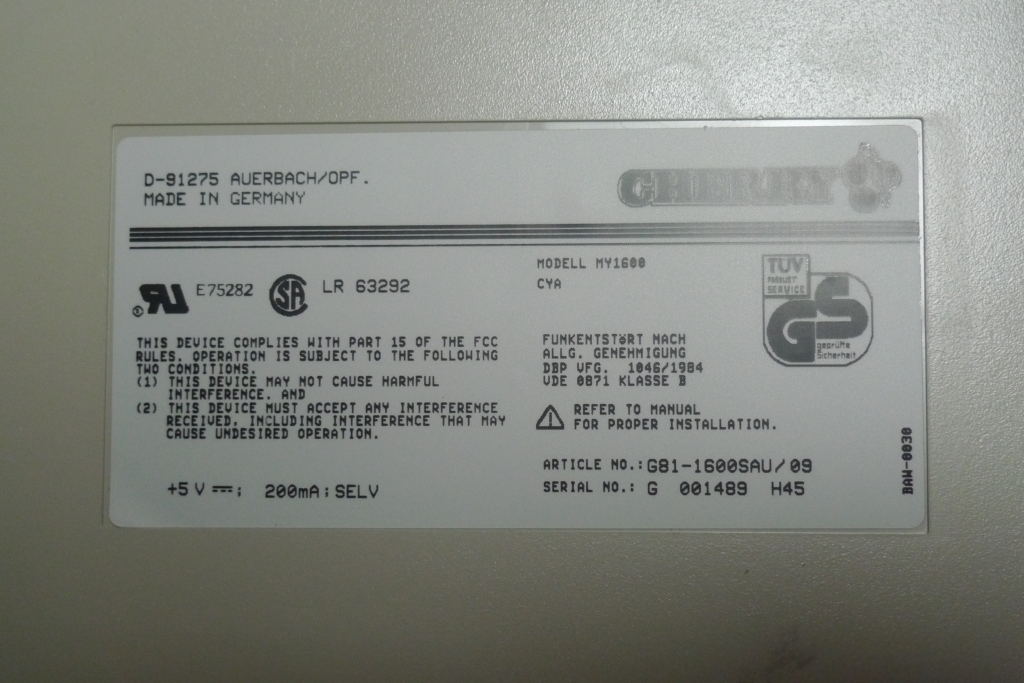 D-91275 AUERBACH/OPF.
MADE IN GERMANY
CHERRY
E75282
SA
LR 63292
MODELL MY1600
CYA
TÜV
PRODUCT
SERVICE
GS
geprüfte
Sicherheit
THIS DEVICE COMPLIES WITH PART 15 OF THE FCC
RULES. OPERATION IS SUBJECT TO THE FOLLOWING
TWO CONDITIONS.
(1) THIS DEVICE MAY NOT CAUSE HARMFUL
INTERFERENCE. AND
(2) THIS DEVICE MUST ACCEPT ANY INTERFERENCE
RECEIVED, INCLUDING INTERFERENCE THAT MAY
CAUSE UNDESIRED OPERATION.
+5 V ⎓; 200mA; SELV
FUNKENTSTÖRT NACH
ALLG. GENEHMIGUNG
DBP VFG. 1046/1984
VDE 0871 KLASSE B
REFER TO MANUAL
FOR PROPER INSTALLATION.
ARTICLE NO.: G81-1600SAU/09
SERIAL NO.: G 001489 H45
BAW-0030